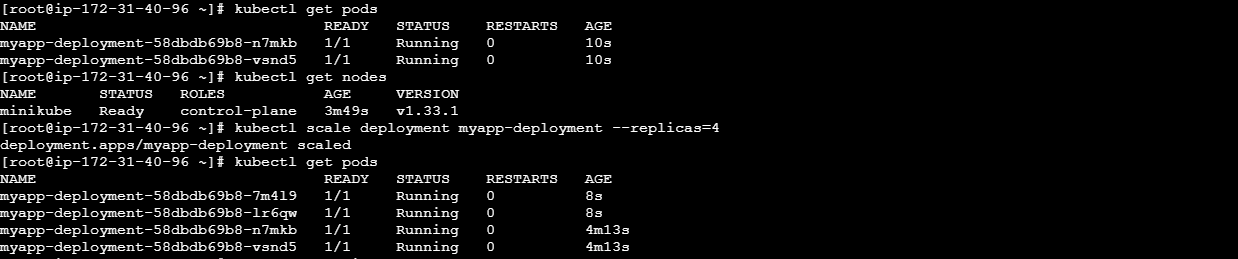 [root@ip-172-31-40-96 ~]# kubectl get pods
NAME READY STATUS RESTARTS AGE
myapp-deployment-58dbdb69b8-n7mkb 1/1 Running 0 10s
myapp-deployment-58dbdb69b8-vsnd5 1/1 Running 0 10s
[root@ip-172-31-40-96 ~]# kubectl get nodes
NAME STATUS ROLES AGE VERSION
minikube Ready control-plane 3m49s v1.33.1
[root@ip-172-31-40-96 ~]# kubectl scale deployment myapp-deployment --replicas=4
deployment.apps/myapp-deployment scaled
[root@ip-172-31-40-96 ~]# kubectl get pods
NAME READY STATUS RESTARTS AGE
myapp-deployment-58dbdb69b8-7m4l9 1/1 Running 0 8s
myapp-deployment-58dbdb69b8-lr6qw 1/1 Running 0 8s
myapp-deployment-58dbdb69b8-n7mkb 1/1 Running 0 4m13s
myapp-deployment-58dbdb69b8-vsnd5 1/1 Running 0 4m13s